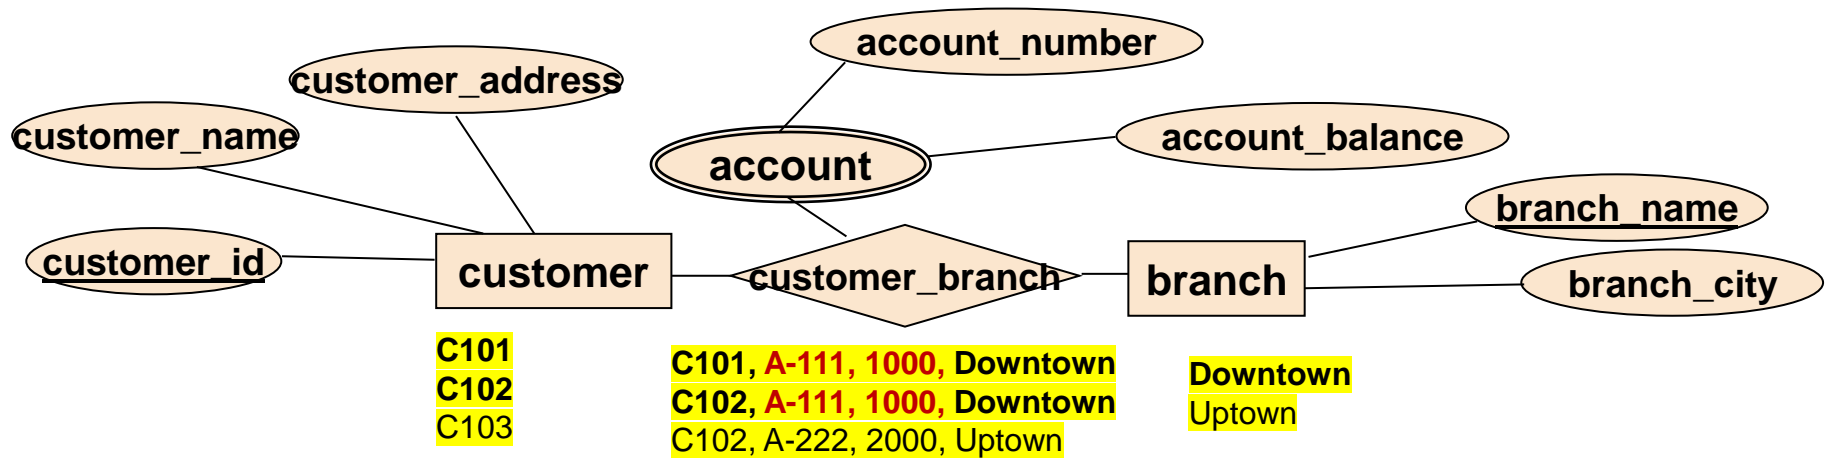 account_number
customer_address
customer_name
account
account_balance
branch_name
customer_id
customer
customer_branch
branch
branch_city
C101
C102
C103
C101, A-111, 1000, Downtown
C102, A-111, 1000, Downtown
C102, A-222, 2000, Uptown
Downtown
Uptown